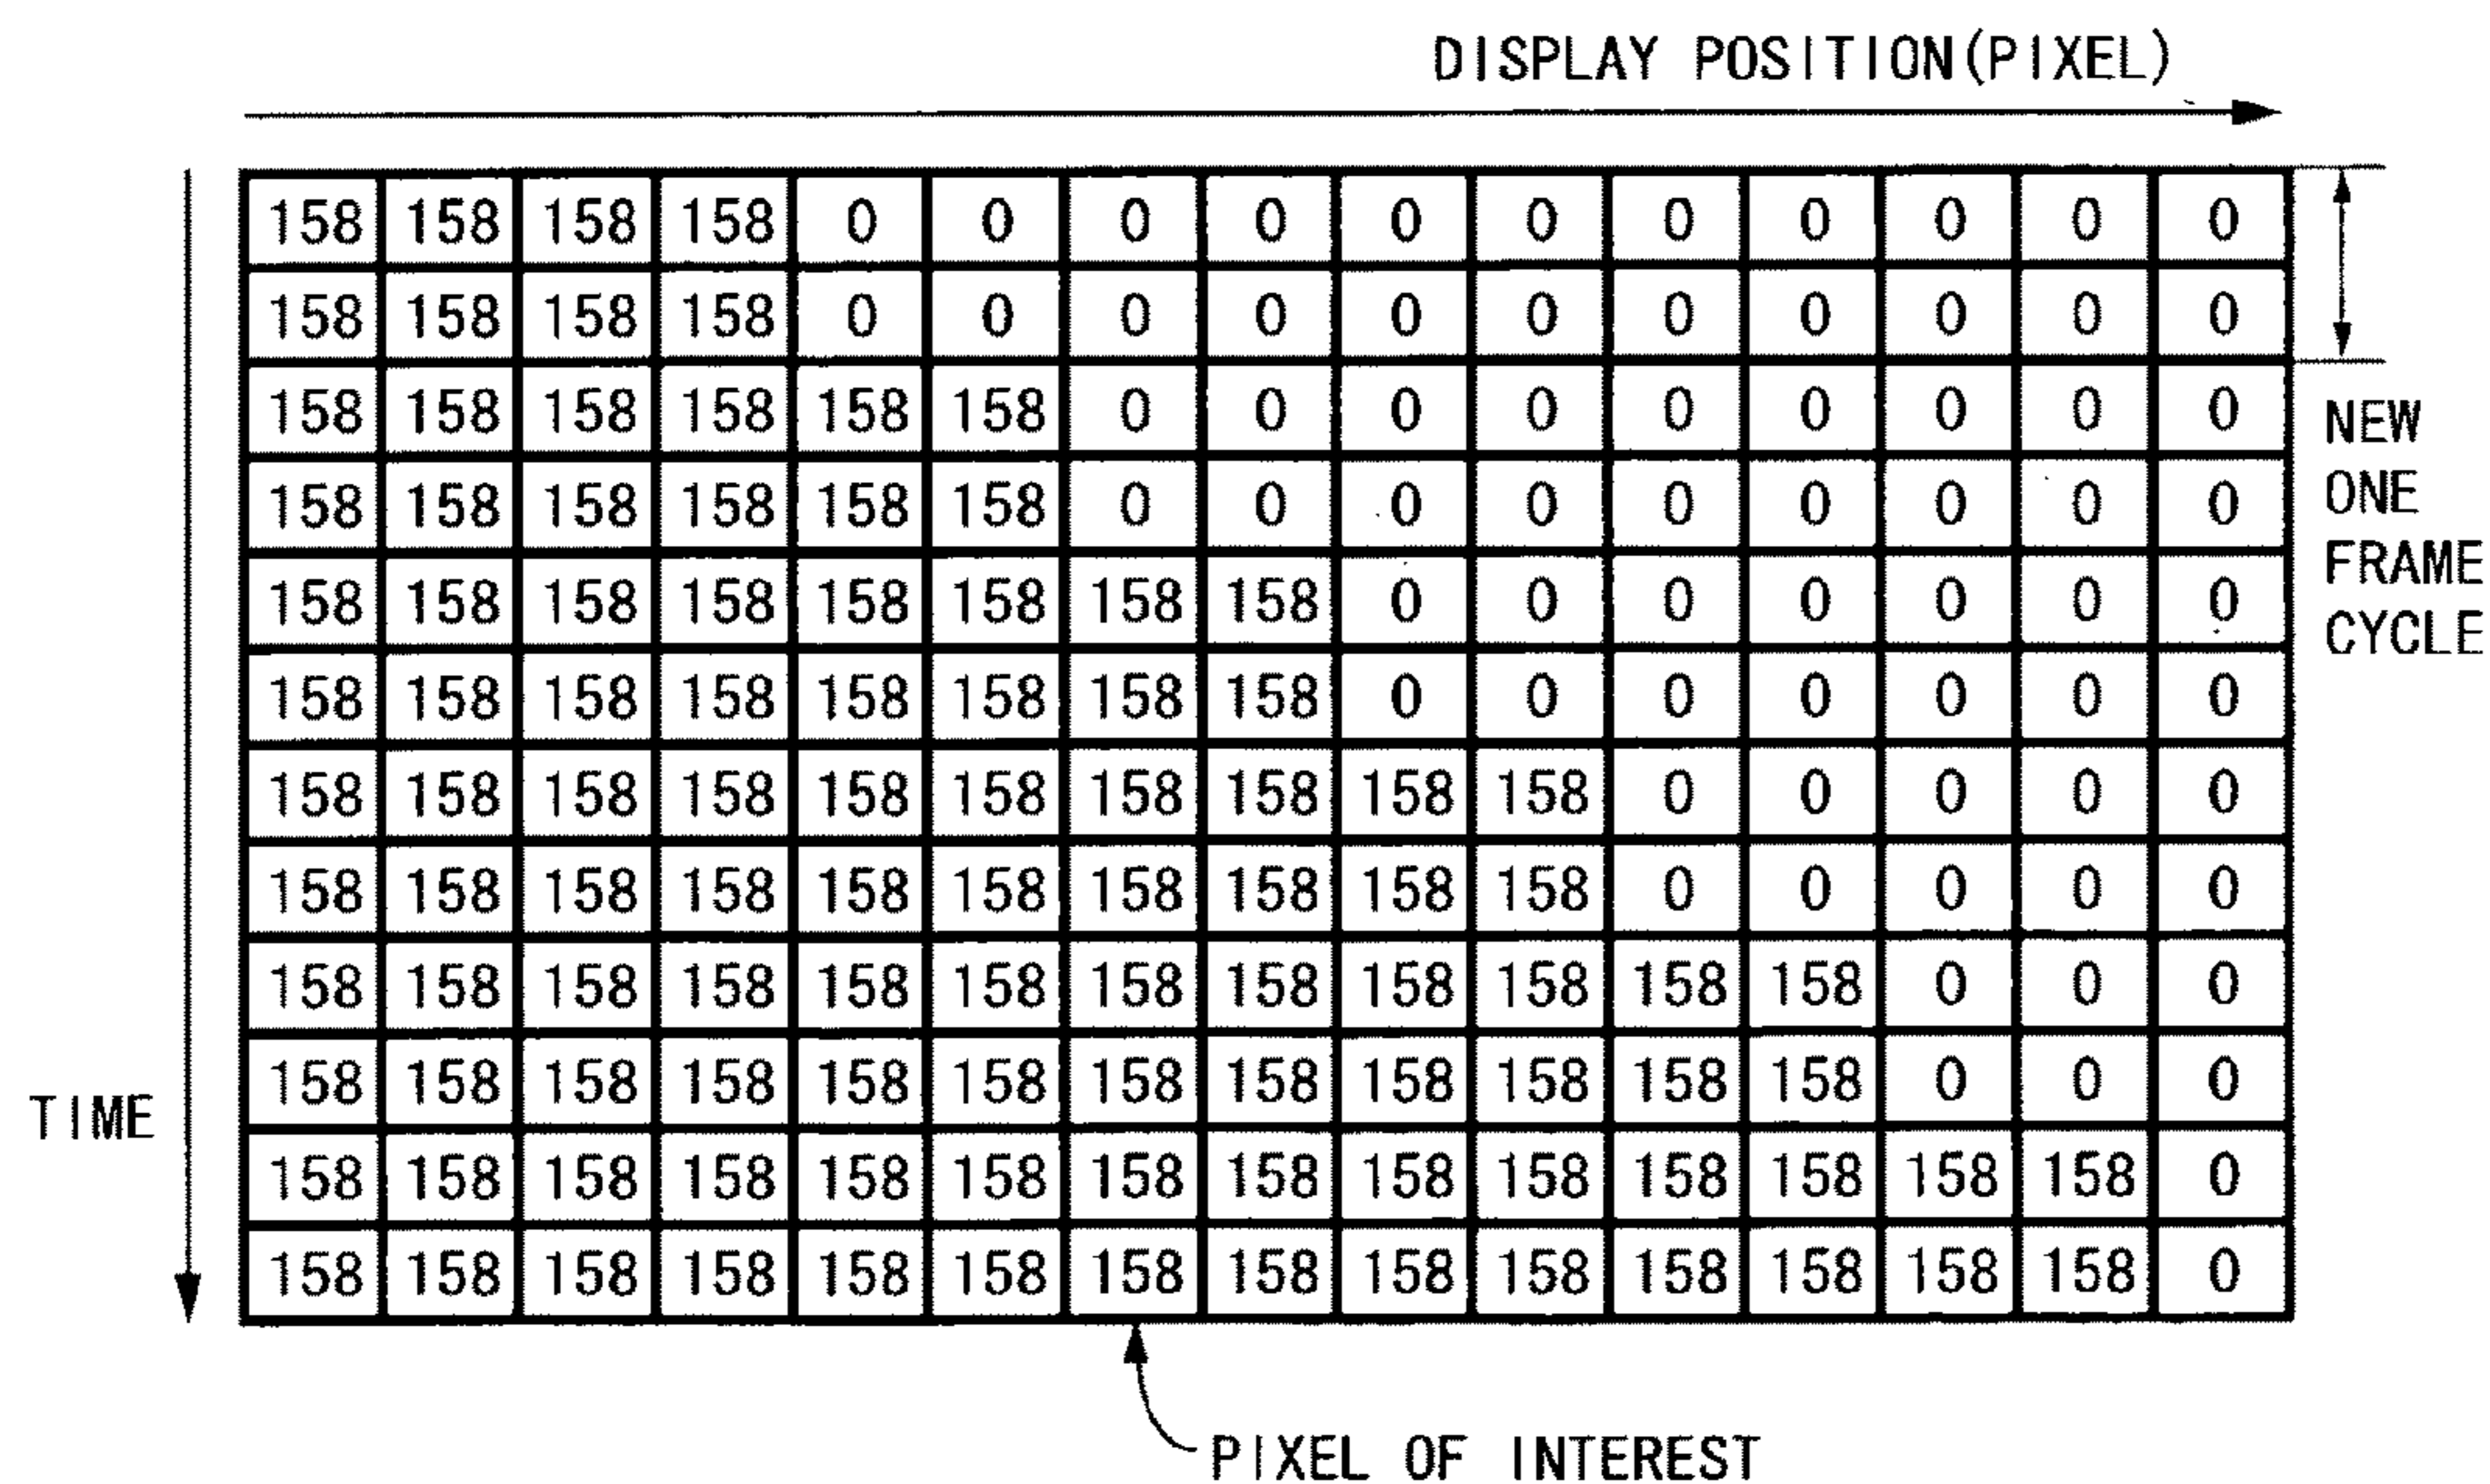 DISPLAY POSITION(PIXEL)
158 158 158 158 0 0 0 0 0 0 0 0 0 0 0
158 158 158 158 0 0 0 0 0 0 0 0 0 0 0
158 158 158 158 158 158 0 0 0 0 0 0 0 0 0
158 158 158 158 158 158 0 0 0 0 0 0 0 0 0
158 158 158 158 158 158 158 158 0 0 0 0 0 0 0
158 158 158 158 158 158 158 158 0 0 0 0 0 0 0
158 158 158 158 158 158 158 158 158 158 0 0 0 0 0
158 158 158 158 158 158 158 158 158 158 0 0 0 0 0
158 158 158 158 158 158 158 158 158 158 158 158 0 0 0
158 158 158 158 158 158 158 158 158 158 158 158 0 0 0
158 158 158 158 158 158 158 158 158 158 158 158 158 158 0
158 158 158 158 158 158 158 158 158 158 158 158 158 158 0
NEW
ONE
FRAME
CYCLE
TIME
PIXEL OF INTEREST